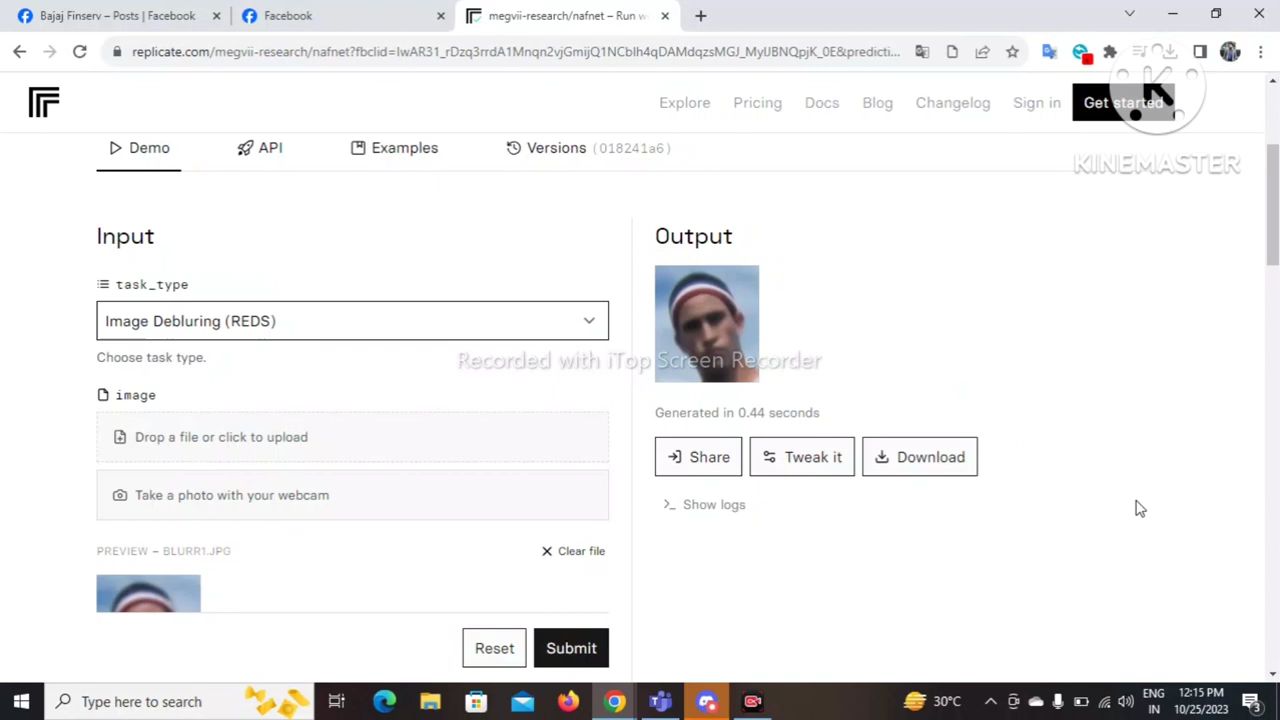 Bajaj Finserv – Posts | Facebook
Facebook
megvii-research/nafnet – Run w
replicate.com/megvii-research/nafnet?fbclid=IwAR31_rDzq3rrdA1Mnqn2vjGmijQ1NCbIh4qDAMdqzsMGJ_MyIJBNQpjK_0E&predicti...
Explore Pricing Docs Blog Changelog Sign in Get started
K
KINEMASTER
Demo API Examples Versions (018241a6)
Input
Output
task_type
Image Debluring (REDS)
Choose task type.
Recorded with iTop Screen Recorder
image
Generated in 0.44 seconds
Drop a file or click to upload
Share Tweak it Download
Take a photo with your webcam
Show logs
PREVIEW – BLURR1.JPG Clear file
Reset Submit
Type here to search
30°C
ENG
IN
12:15 PM
10/25/2023
3